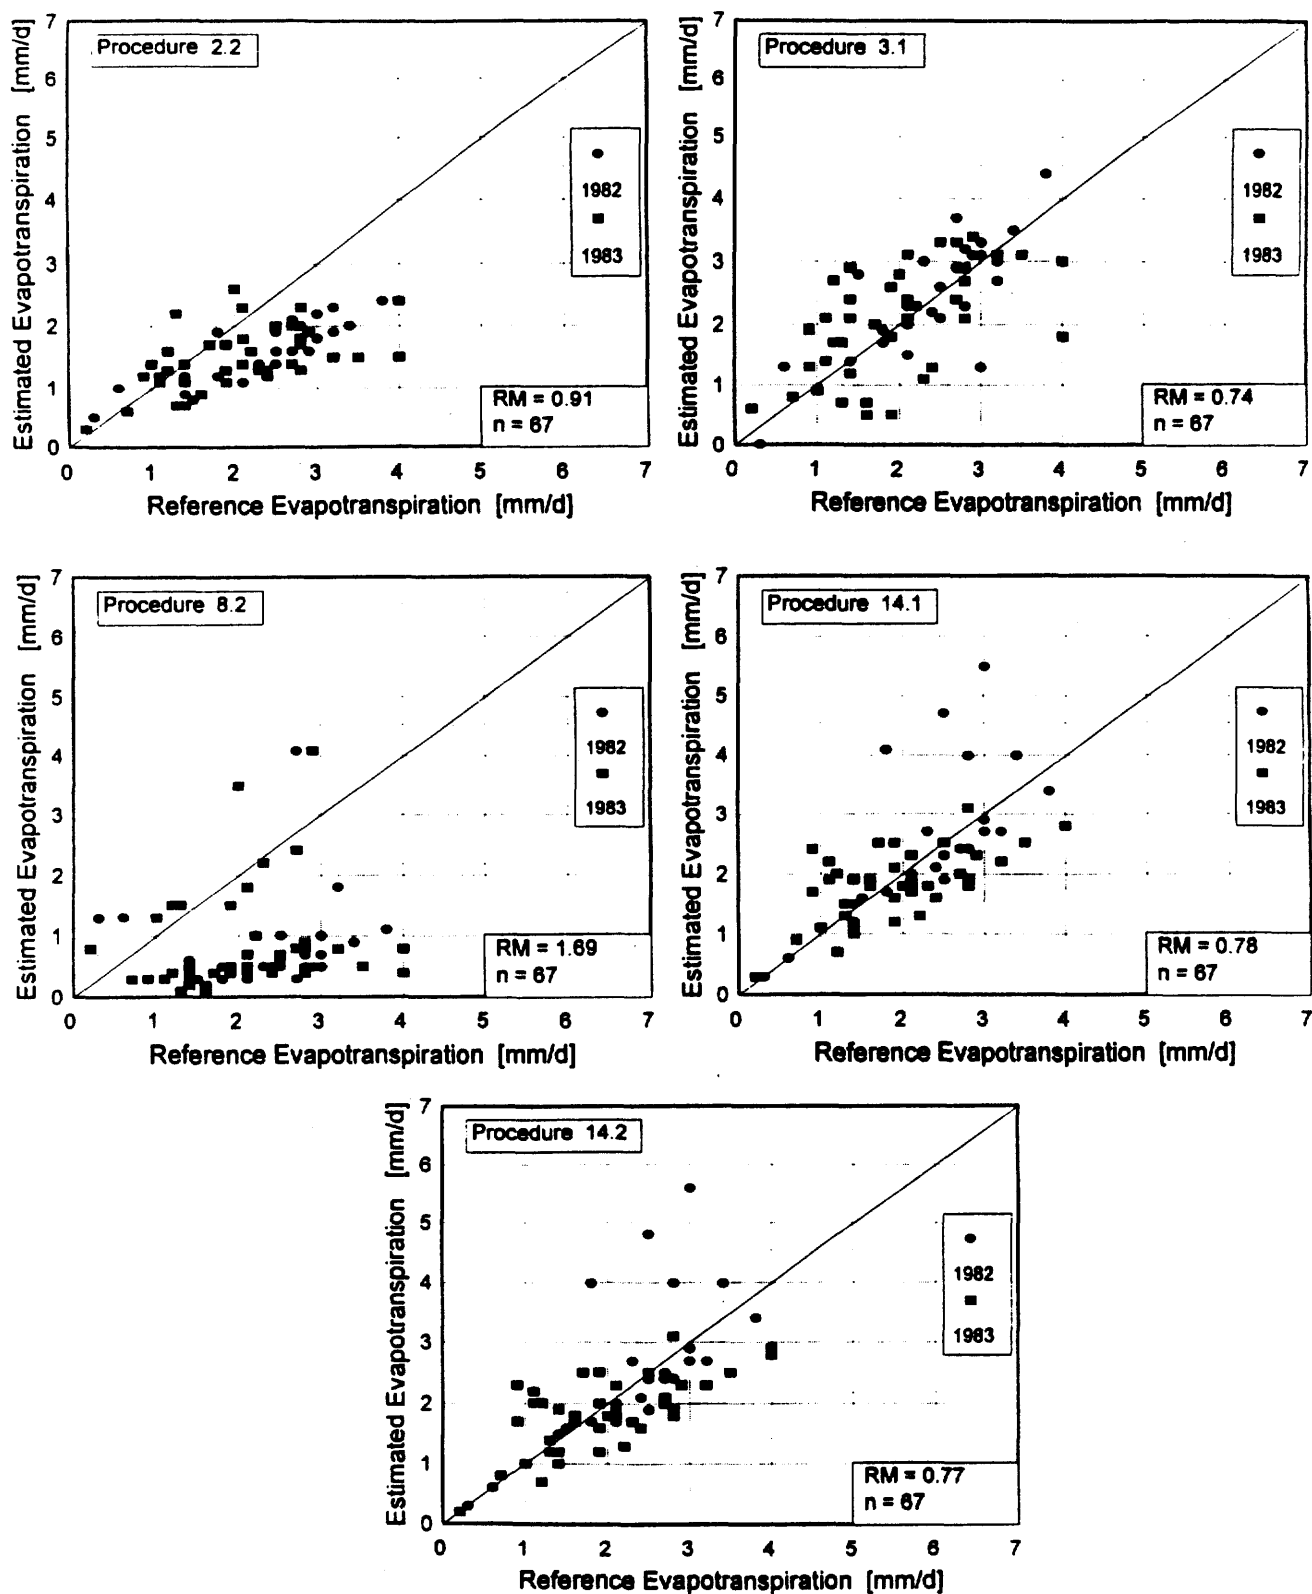 Procedure 2.2
Estimated Evapotranspiration [mm/d]
7
6
5
4
3
2
1
0
1982
1983
RM = 0.91
n = 67
0 1 2 3 4 5 6 7
Reference Evapotranspiration [mm/d]
Procedure 3.1
Estimated Evapotranspiration [mm/d]
7
6
5
4
3
2
1
0
1982
1983
RM = 0.74
n = 67
0 1 2 3 4 5 6 7
Reference Evapotranspiration [mm/d]
Procedure 8.2
Estimated Evapotranspiration [mm/d]
7
6
5
4
3
2
1
0
1982
1983
RM = 1.69
n = 67
0 1 2 3 4 5 6 7
Reference Evapotranspiration [mm/d]
Procedure 14.1
Estimated Evapotranspiration [mm/d]
7
6
5
4
3
2
1
0
1982
1983
RM = 0.78
n = 67
0 1 2 3 4 5 6 7
Reference Evapotranspiration [mm/d]
Procedure 14.2
Estimated Evapotranspiration [mm/d]
7
6
5
4
3
2
1
0
1982
1983
RM = 0.77
n = 67
0 1 2 3 4 5 6 7
Reference Evapotranspiration [mm/d]